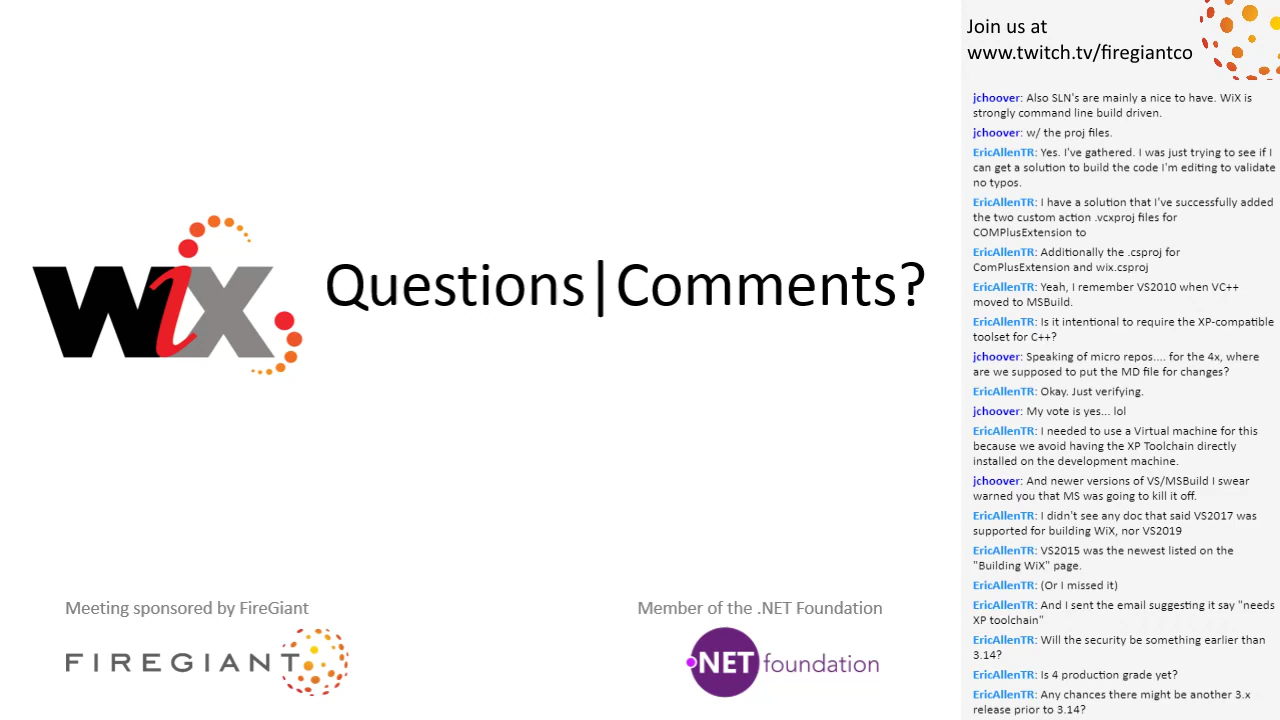 WiX
Questions|Comments?
Meeting sponsored by FireGiant
FIREGIANT
Member of the .NET Foundation
.NET foundation
Join us at
www.twitch.tv/firegiantco
jchoover: Also SLN's are mainly a nice to have. WiX is
strongly command line build driven.
jchoover: w/ the proj files.
EricAllenTR: Yes. I've gathered. I was just trying to see if I
can get a solution to build the code I'm editing to validate
no typos.
EricAllenTR: I have a solution that I've successfully added
the two custom action .vcxproj files for
COMPlusExtension to
EricAllenTR: Additionally the .csproj for
ComPlusExtension and wix.csproj
EricAllenTR: Yeah, I remember VS2010 when VC++
moved to MSBuild.
EricAllenTR: Is it intentional to require the XP-compatible
toolset for C++?
jchoover: Speaking of micro repos.... for the 4x, where
are we supposed to put the MD file for changes?
EricAllenTR: Okay. Just verifying.
jchoover: My vote is yes... lol
EricAllenTR: I needed to use a Virtual machine for this
because we avoid having the XP Toolchain directly
installed on the development machine.
jchoover: And newer versions of VS/MSBuild I swear
warned you that MS was going to kill it off.
EricAllenTR: I didn't see any doc that said VS2017 was
supported for building WiX, nor VS2019
EricAllenTR: VS2015 was the newest listed on the
"Building WiX" page.
EricAllenTR: (Or I missed it)
EricAllenTR: And I sent the email suggesting it say "needs
XP toolchain"
EricAllenTR: Will the security be something earlier than
3.14?
EricAllenTR: Is 4 production grade yet?
EricAllenTR: Any chances there might be another 3.x
release prior to 3.14?